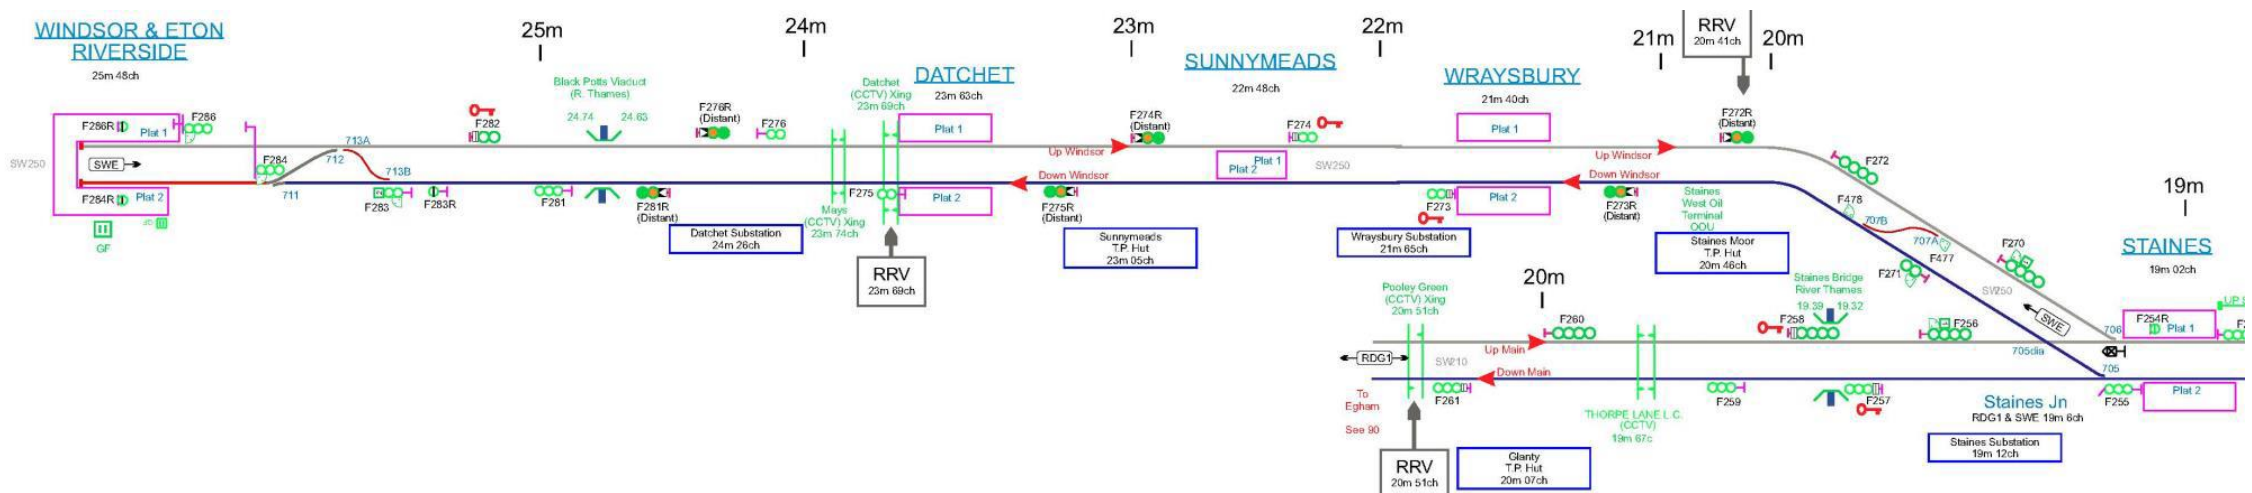 WINDSOR & ETON
RIVERSIDE
25m 48ch
25m
24m
23m
22m
21m
20m
RRV
20m 41ch
DATCHET
23m 63ch
SUNNYMEADS
22m 48ch
WRAYSBURY
21m 40ch
Black Potts Viaduct
(R. Thames)
24.74
24.63
Datchet
(CCTV) Xing
23m 69ch
F286R
Plat 1
F286
713A
712
F282
F276R
(Distant)
F276
Plat 1
F274R
(Distant)
F274
Plat 1
F272R
(Distant)
SW250
SWE
F284
713B
Up Windsor
Plat 1
Plat 2
SW250
Up Windsor
F272
F284R
Plat 2
711
F283
F283R
F281
F281R
(Distant)
F275
Plat 2
Down Windsor
F275R
(Distant)
F273
Plat 2
Down Windsor
F273R
(Distant)
GF
Mays
(CCTV) Xing
23m 74ch
Datchet Substation
24m 26ch
RRV
23m 69ch
Sunnymeads
T.P. Hut
23m 05ch
Wraysbury Substation
21m 65ch
Staines
West Oil
Terminal
OOU
Staines Moor
T.P. Hut
20m 46ch
F478
707B
707A
F477
F271
F270
SW250
SWE
19m
STAINES
19m 02ch
F254R
Plat 1
706
705dia
705
Plat 2
F255
Pooley Green
(CCTV) Xing
20m 51ch
20m
F260
Staines Bridge
River Thames
19.39
19.32
F258
F256
RDG1
SW210
Up Main
Down Main
To
Egham
See 90
F261
THORPE LANE L.C.
(CCTV)
19m 67c
F259
F257
Staines Jn
RDG1 & SWE 19m 6ch
Staines Substation
19m 12ch
RRV
20m 51ch
Glanty
T.P. Hut
20m 07ch